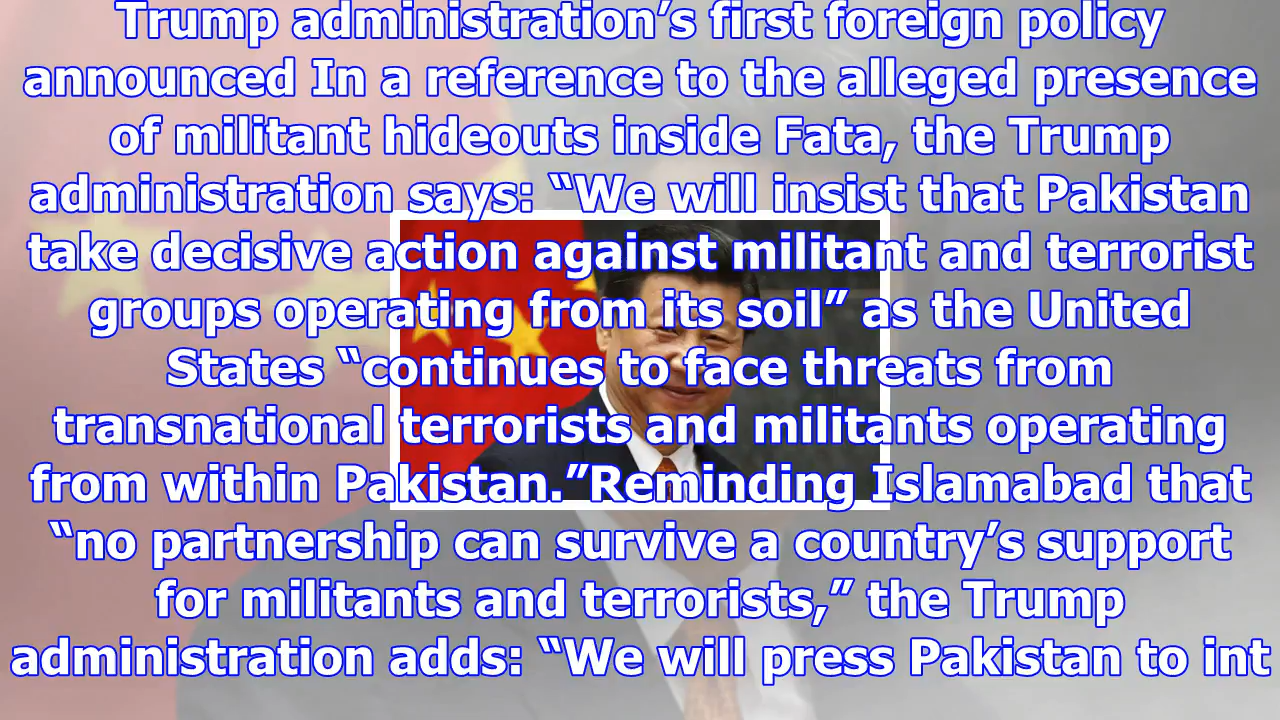 Trump administration’s first foreign policy
announced In a reference to the alleged presence
of militant hideouts inside Fata, the Trump
administration says: “We will insist that Pakistan
take decisive action against militant and terrorist
groups operating from its soil” as the United
States “continues to face threats from
transnational terrorists and militants operating
from within Pakistan.”Reminding Islamabad that
“no partnership can survive a country’s support
for militants and terrorists,” the Trump
administration adds: “We will press Pakistan to int